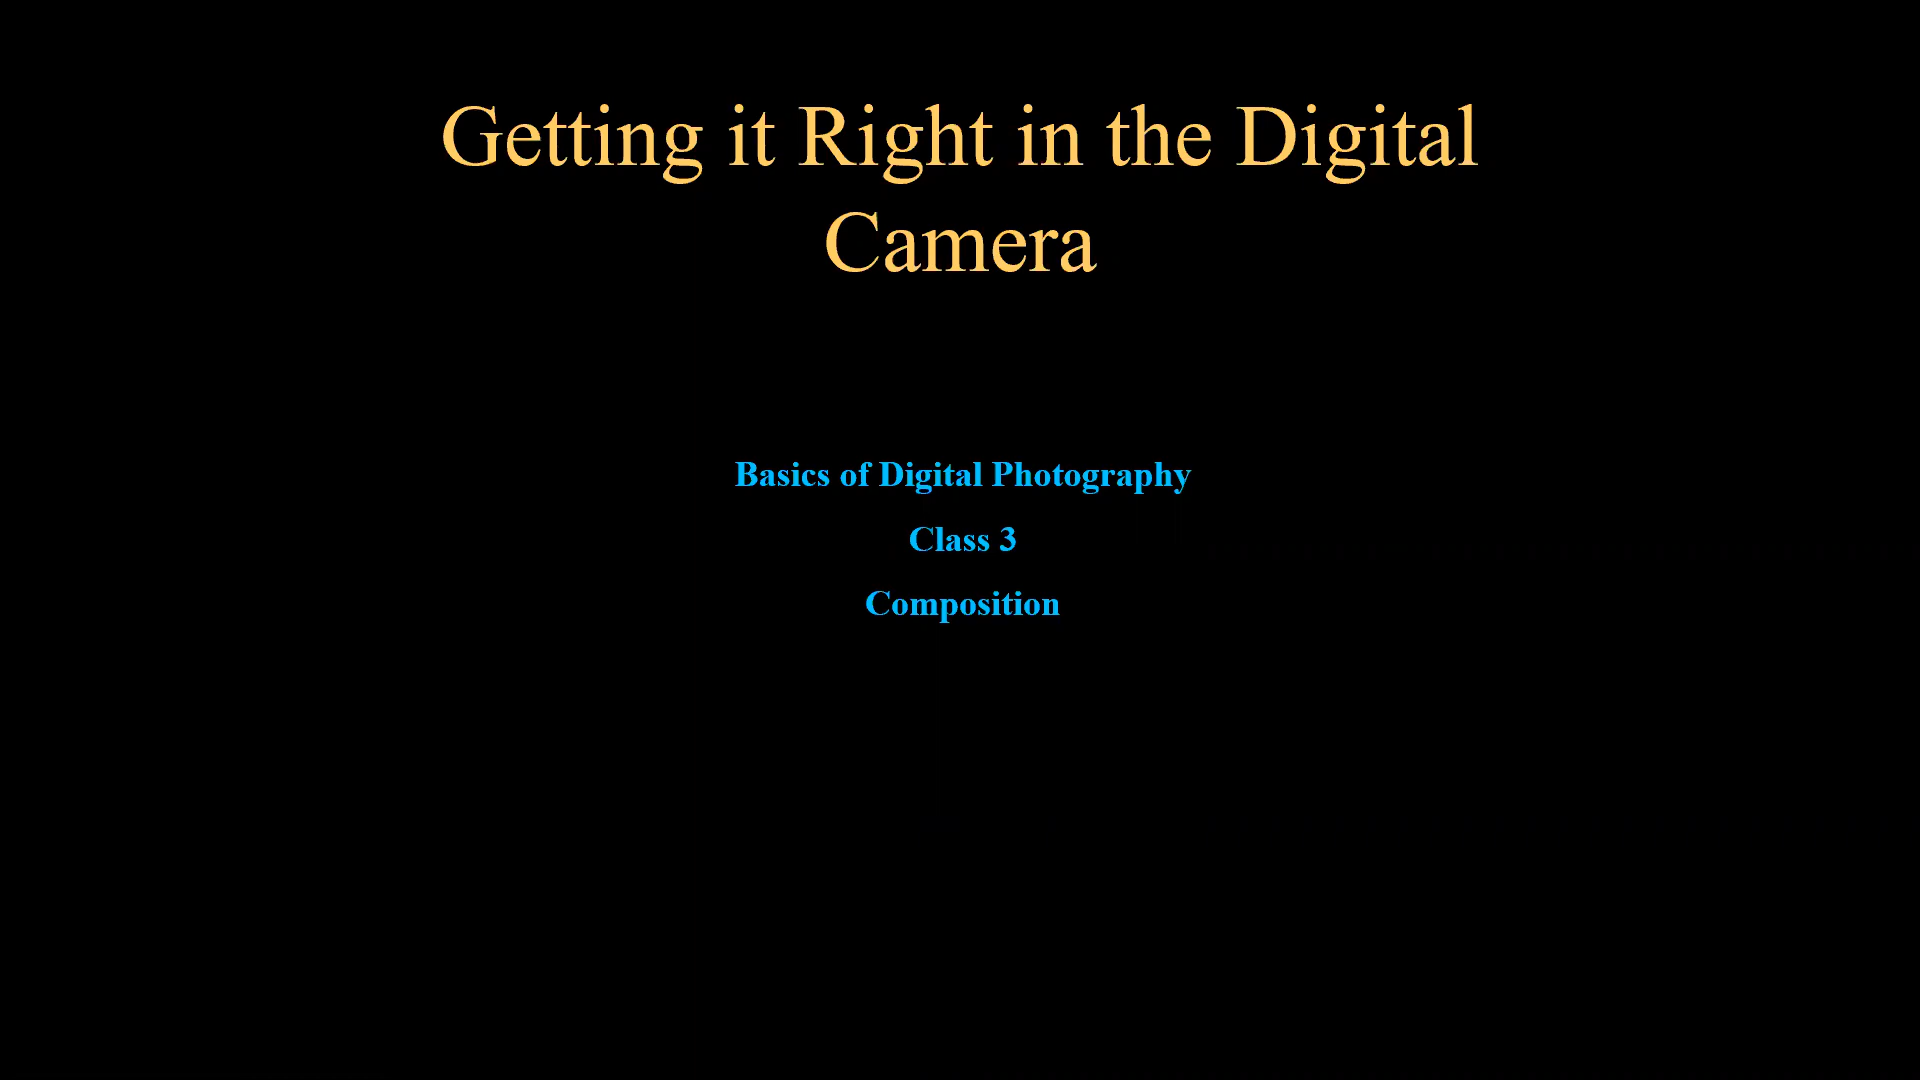 Getting it Right in the Digital
Camera
Basics of Digital Photography
Class 3
Composition